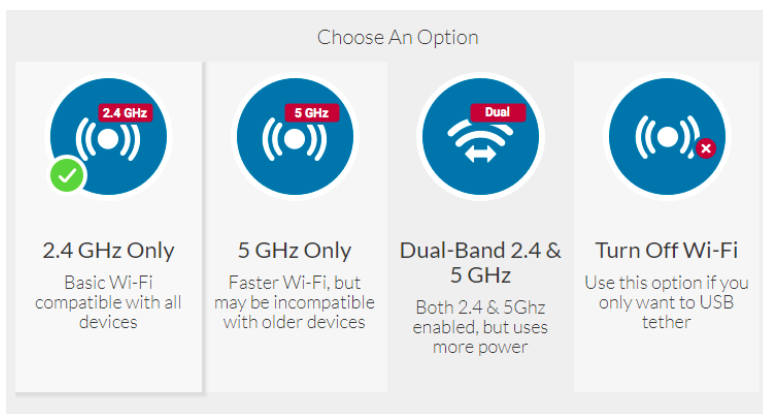 Choose An Option
2.4 GHz
5 GHz
Dual
2.4 GHz Only
Basic Wi-Fi
compatible with all
devices
5 GHz Only
Faster Wi-Fi, but
may be incompatible
with older devices
Dual-Band 2.4 &
5 GHz
Both 2.4 & 5Ghz
enabled, but uses
more power
Turn Off Wi-Fi
Use this option if you
only want to USB
tether